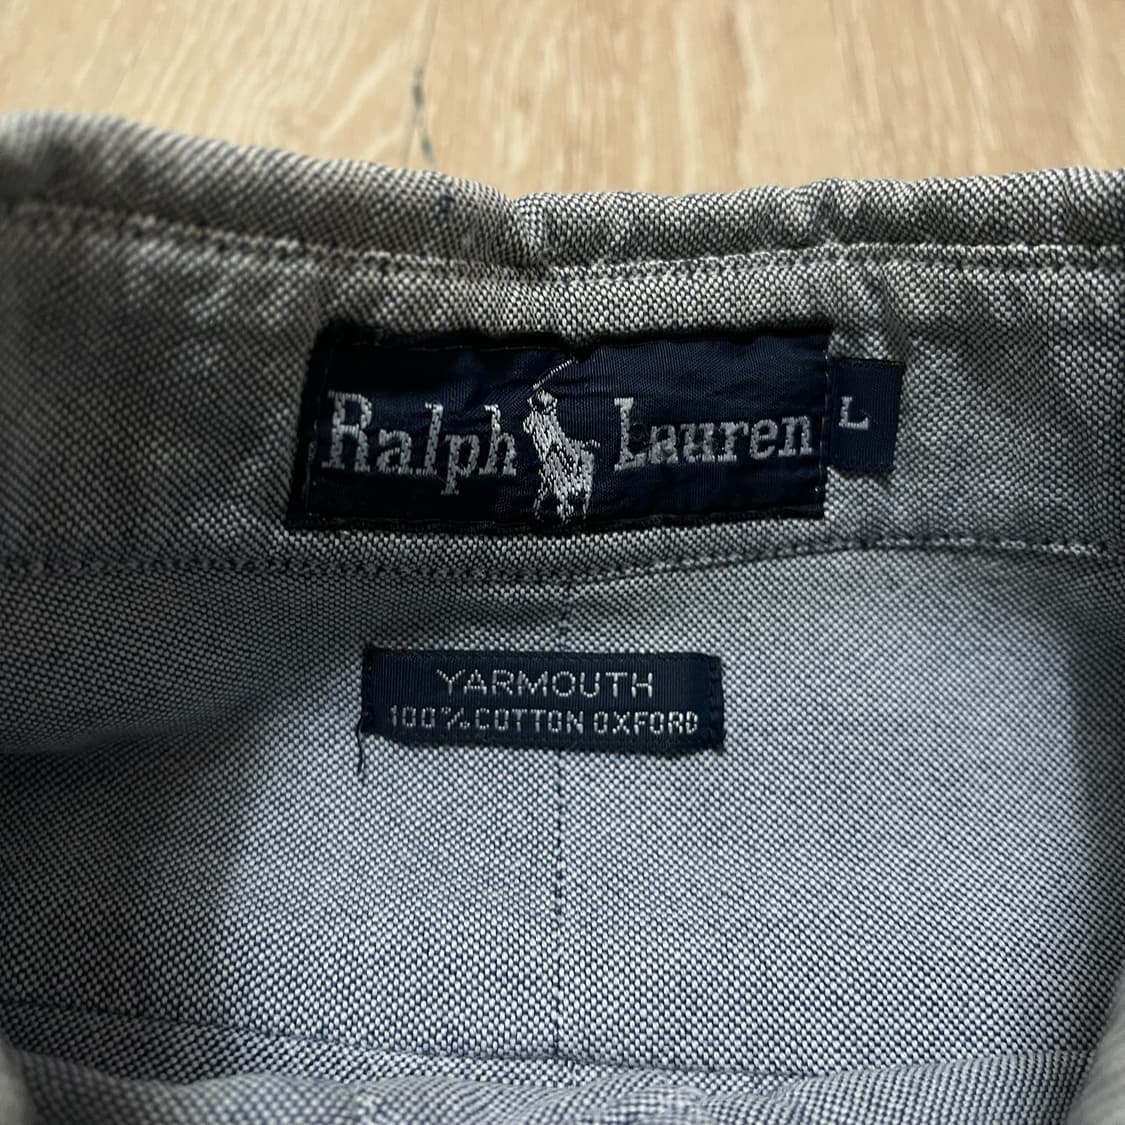 Ralph Lauren L
YARMOUTH
100% COTTON OXFORD